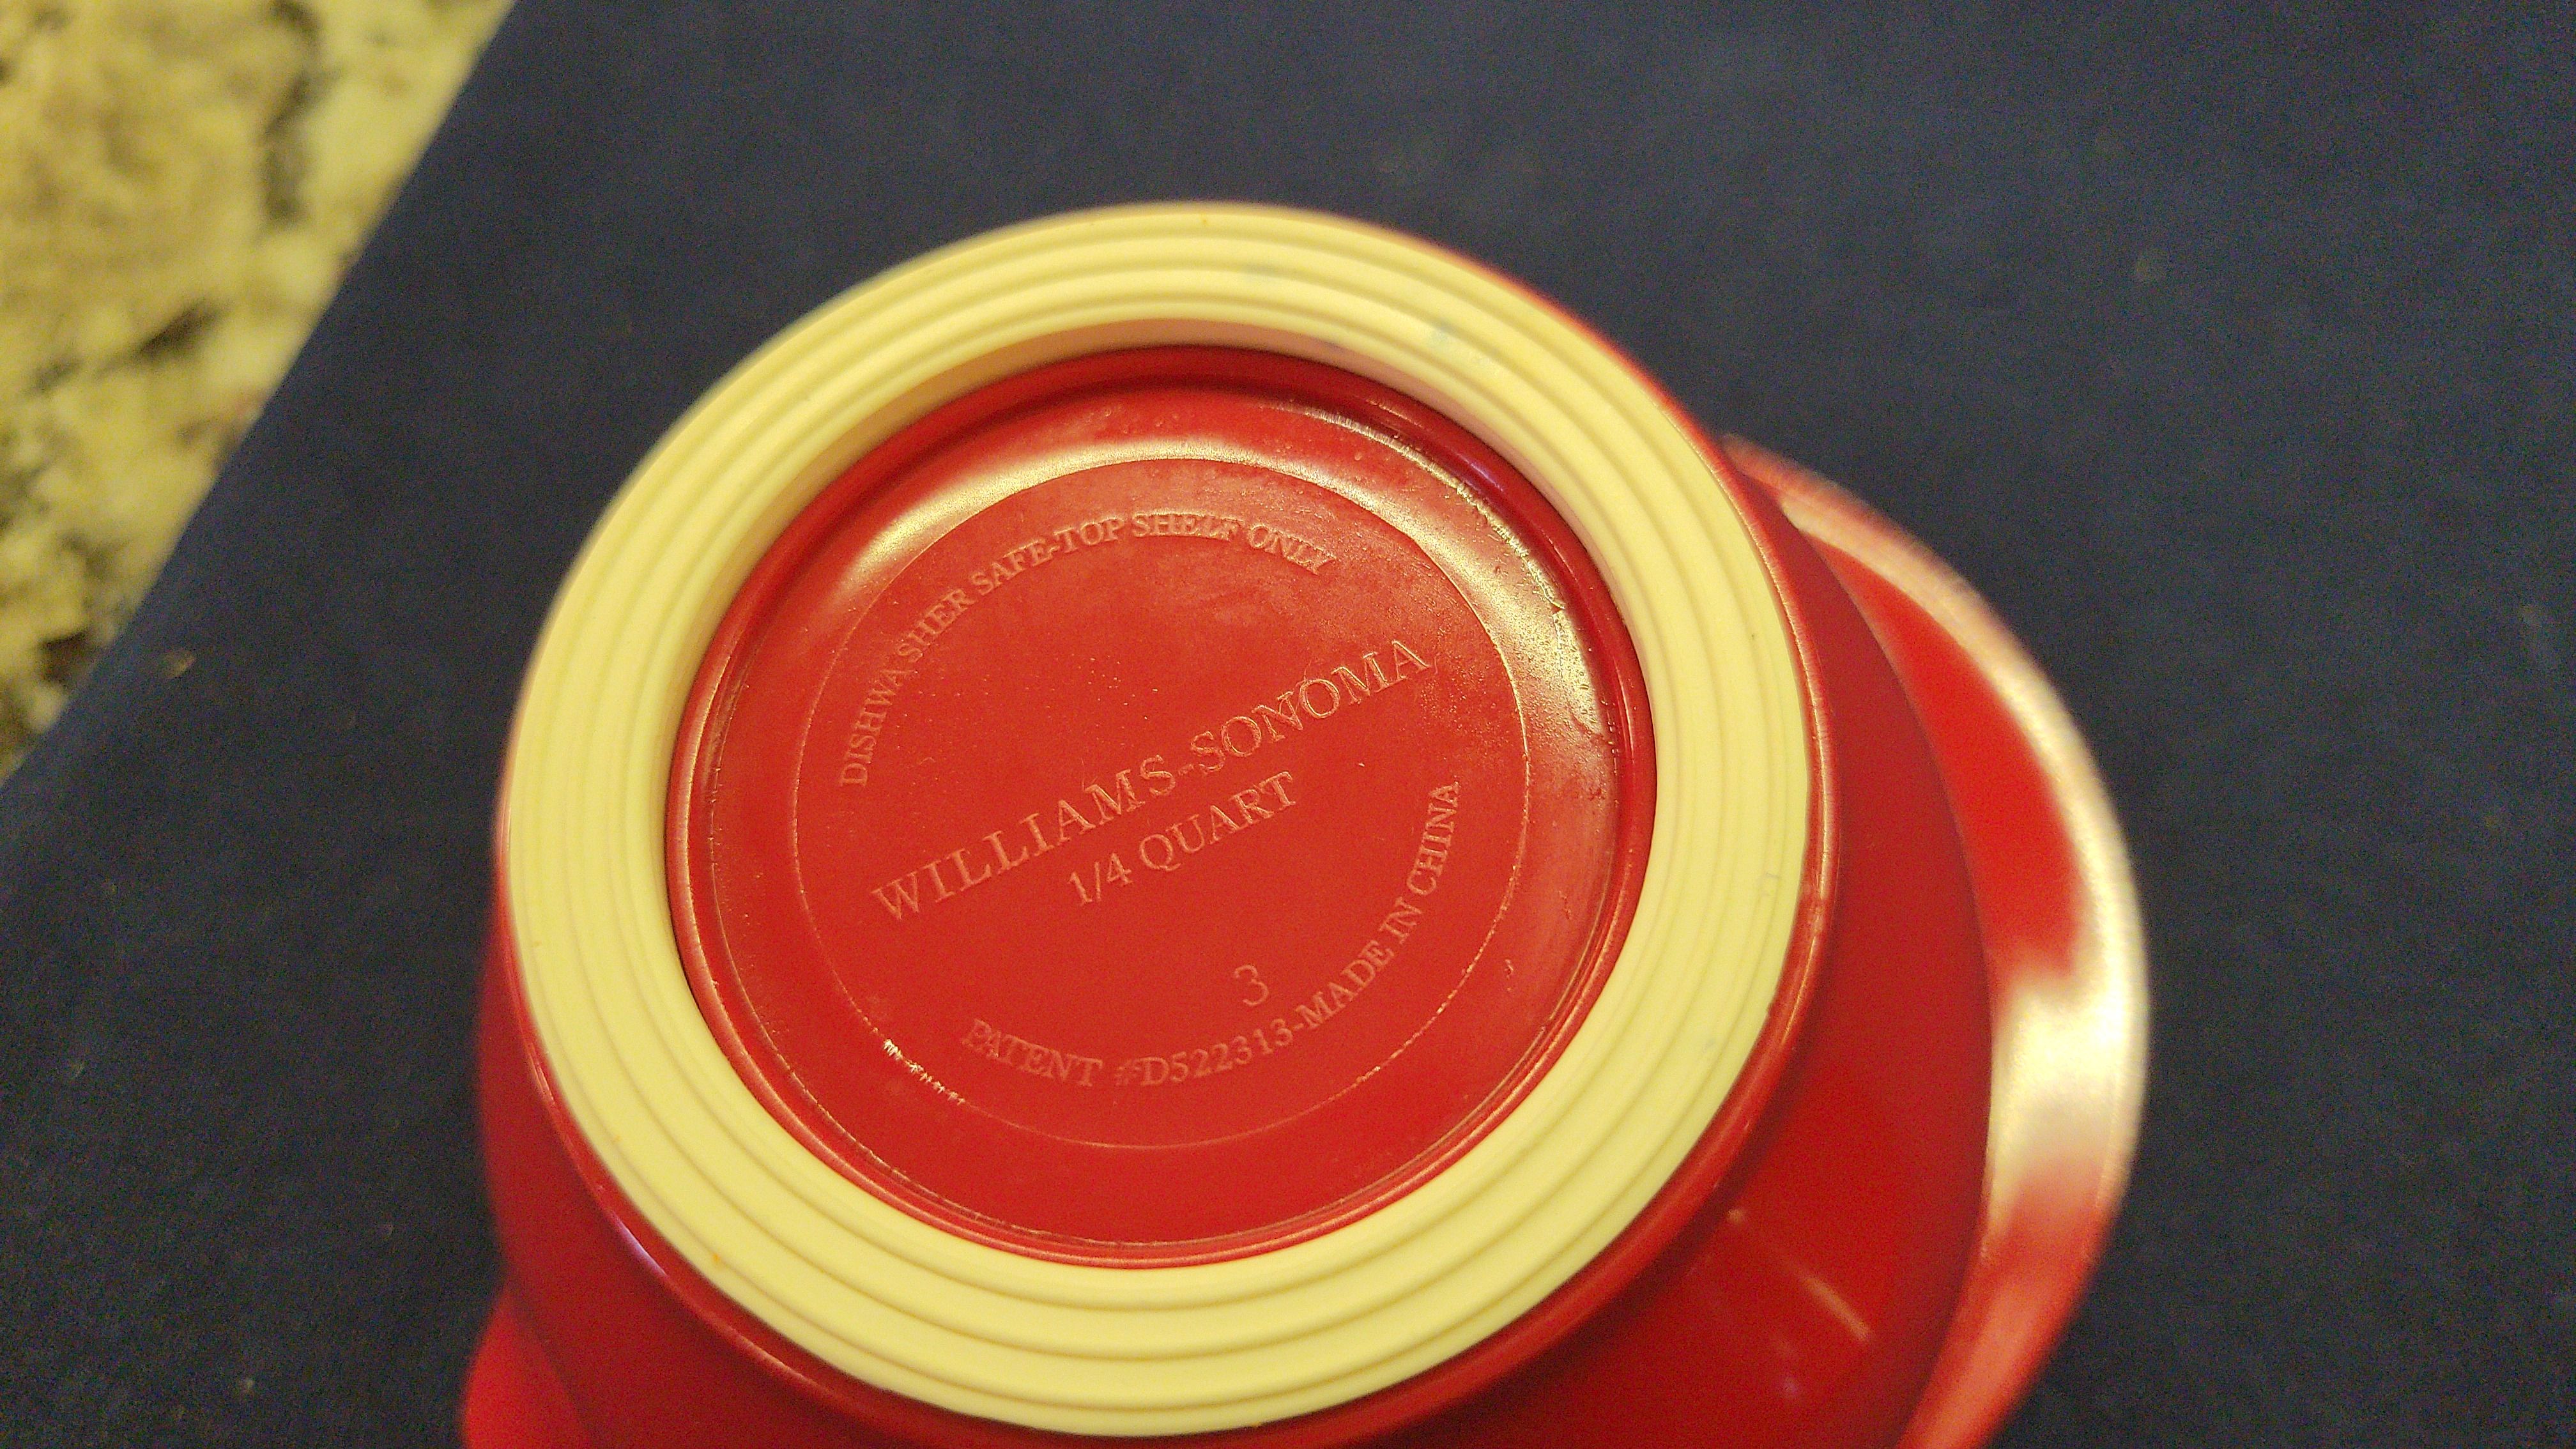 DISHWASHER SAFE-TOP SHELF ONLY
WILLIAMS-SONOMA
1/4 QUART
3
PATENT #D522313-MADE IN CHINA